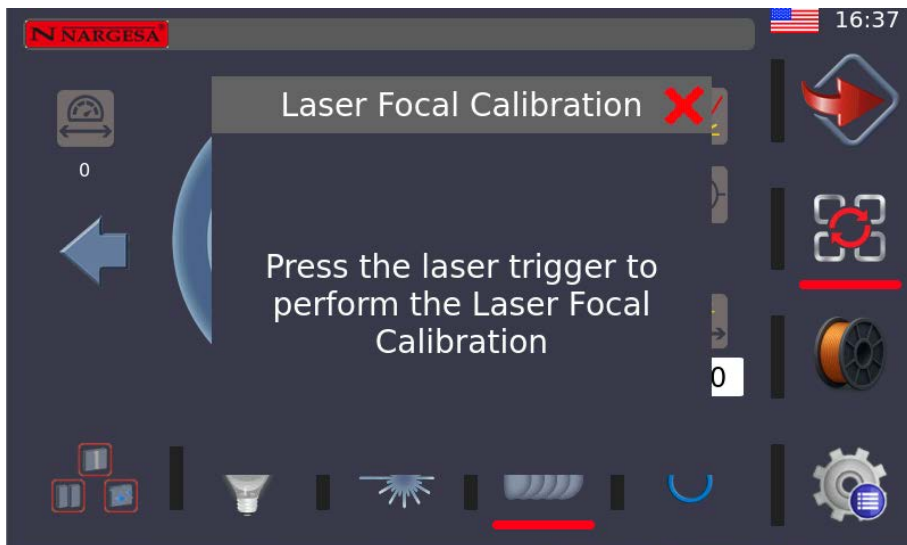 N NARGESA®
16:37
Laser Focal Calibration
0
Press the laser trigger to
perform the Laser Focal
Calibration
0